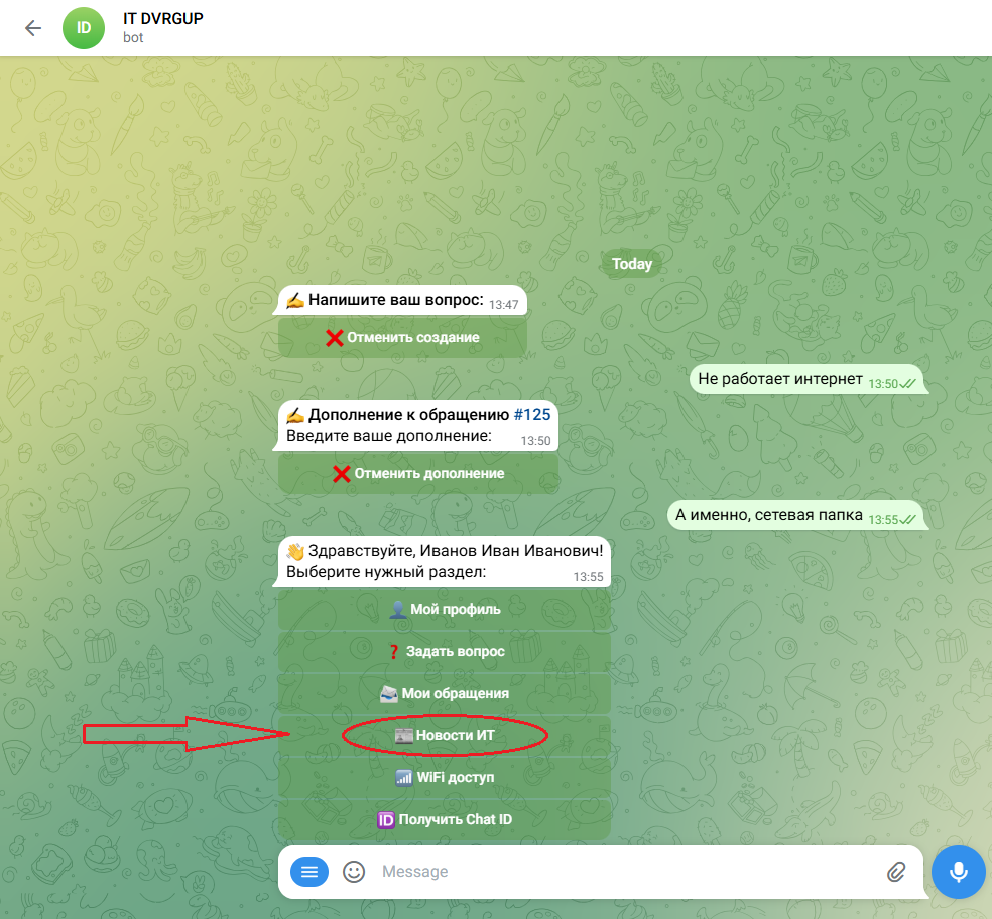 ID
IT DVRGUP
bot
Today
✍️ Напишите ваш вопрос: 13:47
❌ Отменить создание
Не работает интернет 13:50
✍️ Дополнение к обращению #125
Введите ваше дополнение: 13:50
❌ Отменить дополнение
А именно, сетевая папка 13:55
👋 Здравствуйте, Иванов Иван Иванович!
Выберите нужный раздел: 13:55
👤 Мой профиль
❓ Задать вопрос
📨 Мои обращения
📰 Новости ИТ
📶 WiFi доступ
🆔 Получить Chat ID
Message